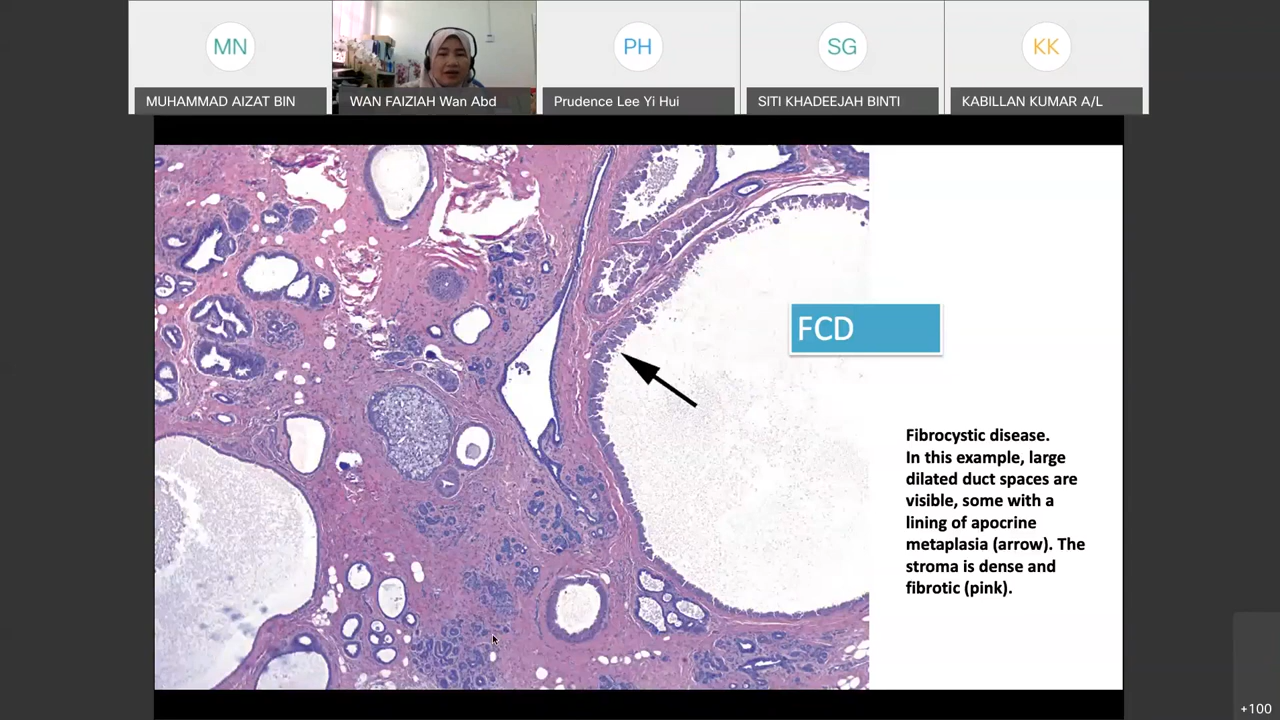 MN
PH
SG
KK
MUHAMMAD AIZAT BIN
WAN FAIZIAH Wan Abd
Prudence Lee Yi Hui
SITI KHADEEJAH BINTI
KABILLAN KUMAR A/L
FCD
Fibrocystic disease.
In this example, large
dilated duct spaces are
visible, some with a
lining of apocrine
metaplasia (arrow). The
stroma is dense and
fibrotic (pink).
+100